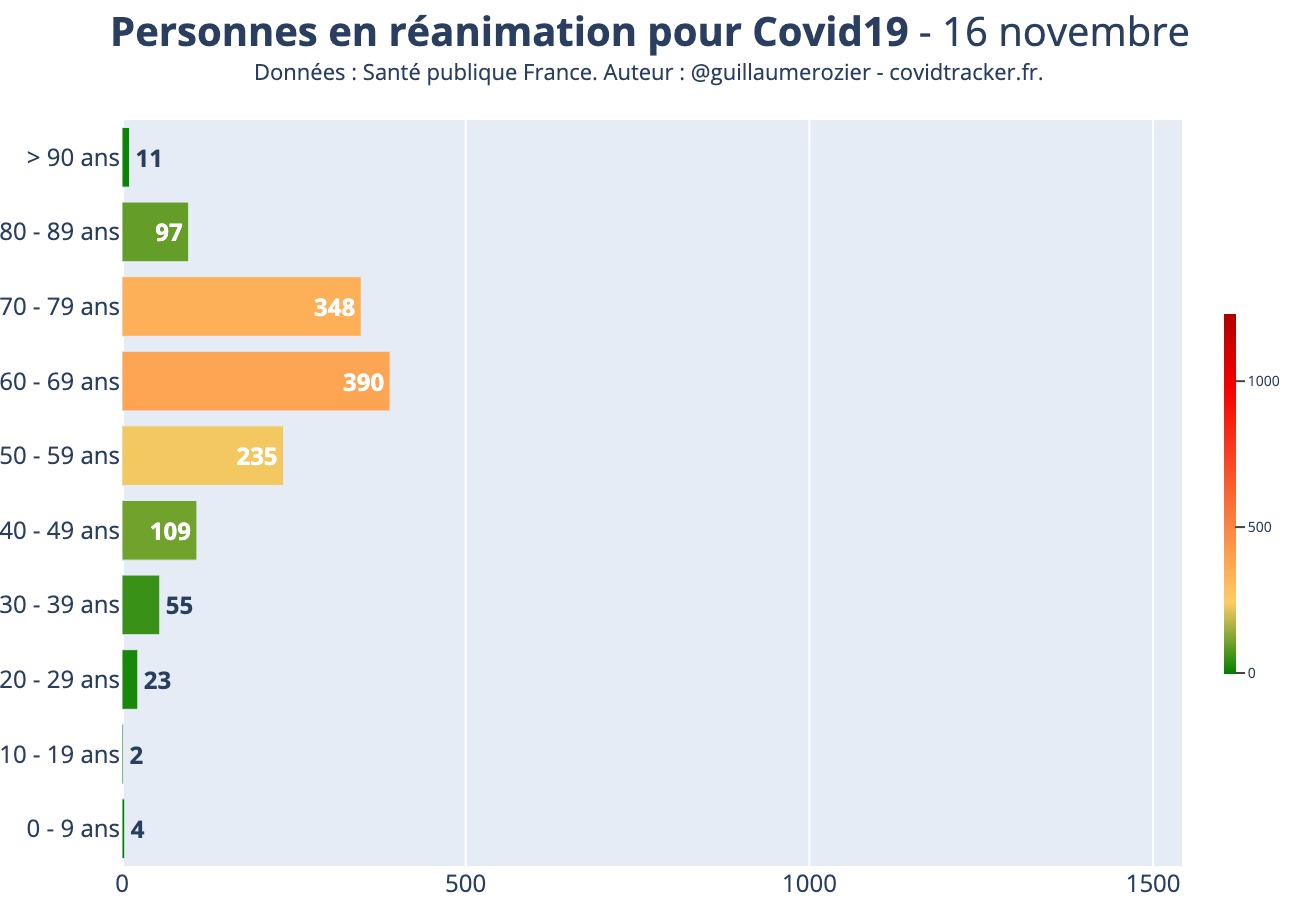 Personnes en réanimation pour Covid19 - 16 novembre
Données : Santé publique France. Auteur : @guillaumerozier - covidtracker.fr.
> 90 ans 11
80 - 89 ans 97
70 - 79 ans 348
60 - 69 ans 390
50 - 59 ans 235
40 - 49 ans 109
30 - 39 ans 55
20 - 29 ans 23
10 - 19 ans 2
0 - 9 ans 4
0 500 1000 1500
1000
500
0